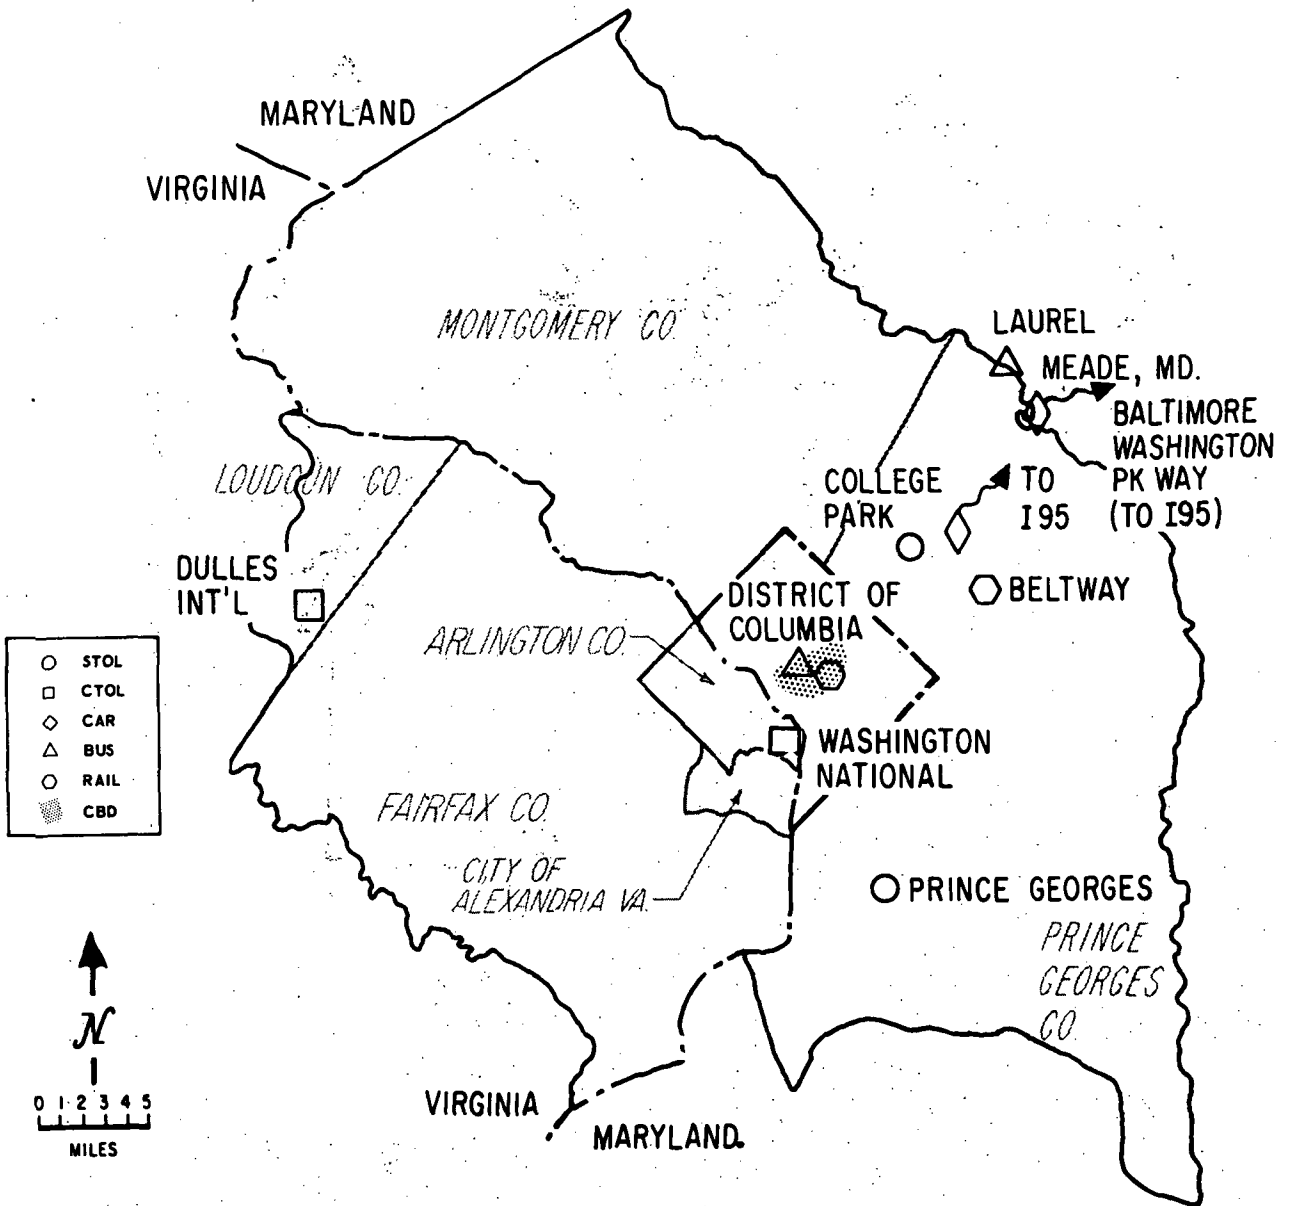 MARYLAND
VIRGINIA
MONTGOMERY CO.
LAUREL
MEADE, MD.
BALTIMORE
WASHINGTON
PK WAY
(TO I95)
LOUDOUN CO.
COLLEGE
PARK
TO
I95
DULLES
INT'L
DISTRICT OF
COLUMBIA
BELTWAY
ARLINGTON CO.
STOL
CTOL
CAR
BUS
RAIL
CBD
WASHINGTON
NATIONAL
FAIRFAX CO.
CITY OF
ALEXANDRIA VA.
PRINCE GEORGES
PRINCE
GEORGES
CO.
N
0 1 2 3 4 5
MILES
VIRGINIA
MARYLAND.